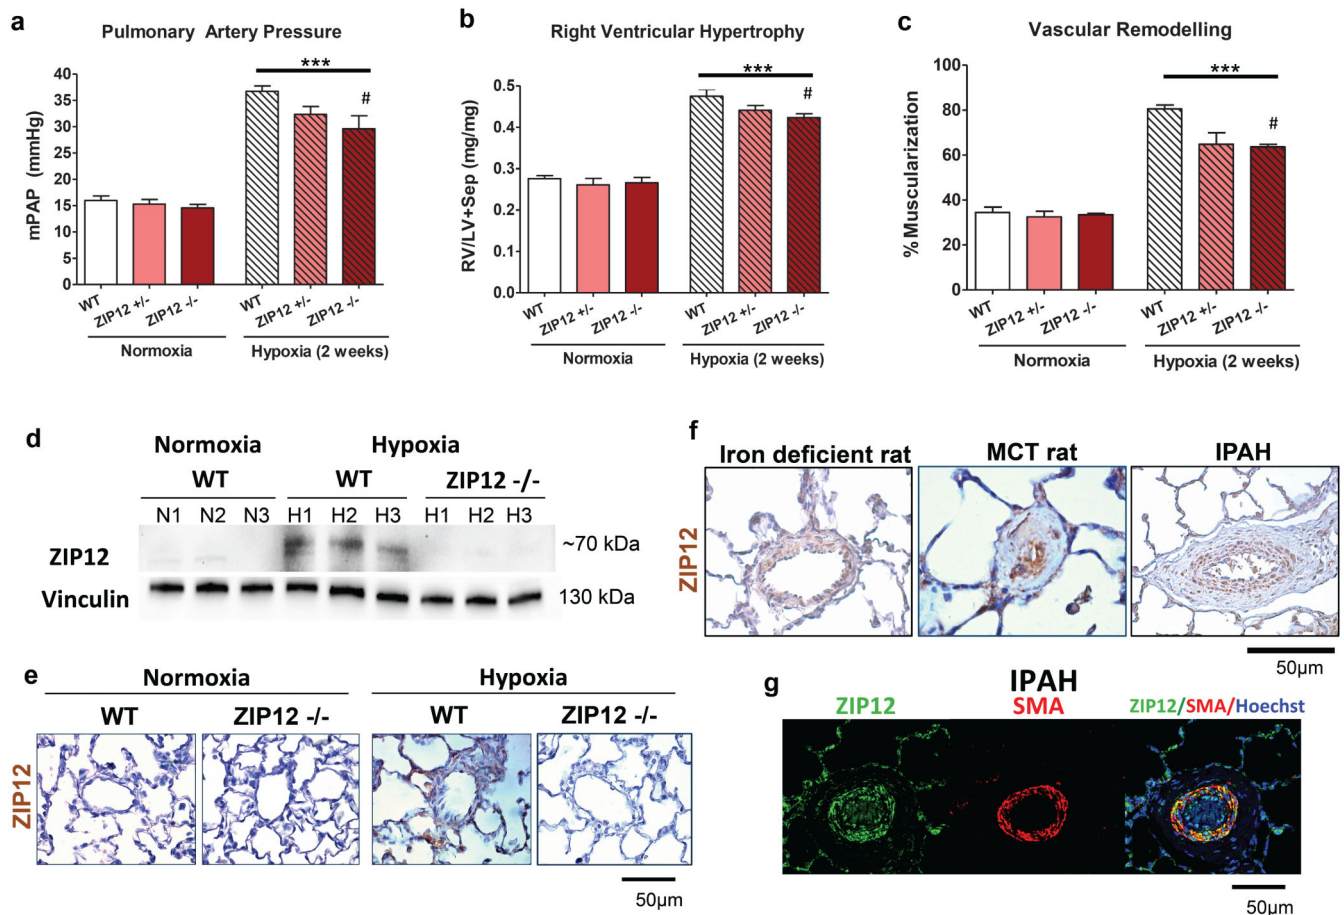 a
Pulmonary Artery Pressure
***
#
mPAP (mmHg)
40
35
30
25
20
15
10
5
0
WT
ZIP12 +/-
ZIP12 -/-
WT
ZIP12 +/-
ZIP12 -/-
Normoxia
Hypoxia (2 weeks)
b
Right Ventricular Hypertrophy
***
#
RV/LV+Sep (mg/mg)
0.5
0.4
0.3
0.2
0.1
0.0
WT
ZIP12 +/-
ZIP12 -/-
WT
ZIP12 +/-
ZIP12 -/-
Normoxia
Hypoxia (2 weeks)
c
Vascular Remodelling
***
#
% Muscularization
100
80
60
40
20
0
WT
ZIP12 +/-
ZIP12 -/-
WT
ZIP12 +/-
ZIP12 -/-
Normoxia
Hypoxia (2 weeks)
d
Normoxia Hypoxia
WT WT ZIP12 -/-
N1 N2 N3 H1 H2 H3 H1 H2 H3
ZIP12 ~70 kDa
Vinculin 130 kDa
e
Normoxia Hypoxia
WT ZIP12 -/- WT ZIP12 -/-
ZIP12
50µm
f
Iron deficient rat MCT rat IPAH
ZIP12
50µm
g
IPAH
ZIP12 SMA ZIP12/SMA/Hoechst
50µm